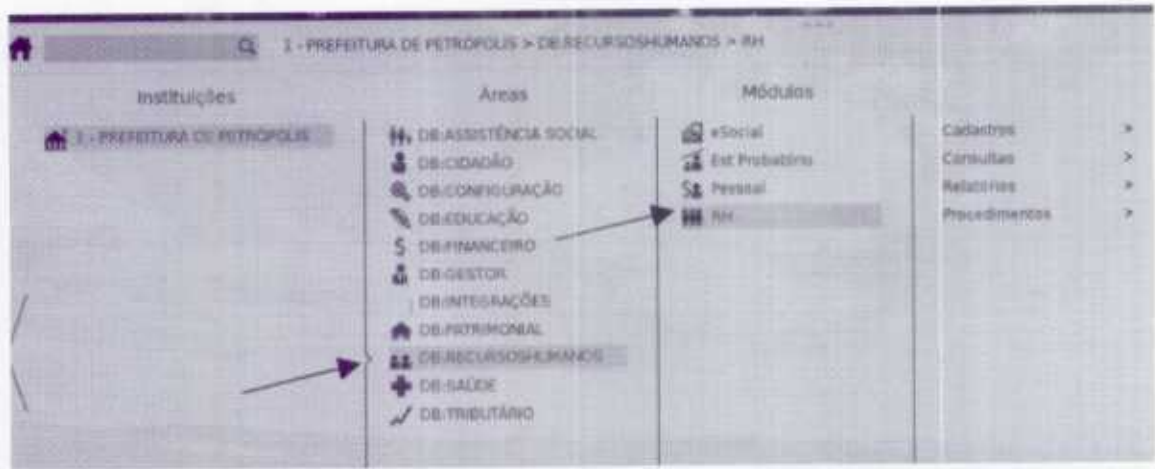 1 - PREFEITURA DE PETRÓPOLIS > DB:RECURSOSHUMANOS > RH
Instituições
1 - PREFEITURA DE PETRÓPOLIS
Áreas
DB:ASSISTÊNCIA SOCIAL
DB:CIDADÃO
DB:CONFIGURAÇÃO
DB:EDUCAÇÃO
DB:FINANCEIRO
DB:GESTOR
DB:INTEGRAÇÕES
DB:PATRIMONIAL
DB:RECURSOSHUMANOS
DB:SAÚDE
DB:TRIBUTÁRIO
Módulos
eSocial
Est Probatório
Pessoal
RH
Cadastros >
Consultas >
Relatórios >
Procedimentos >